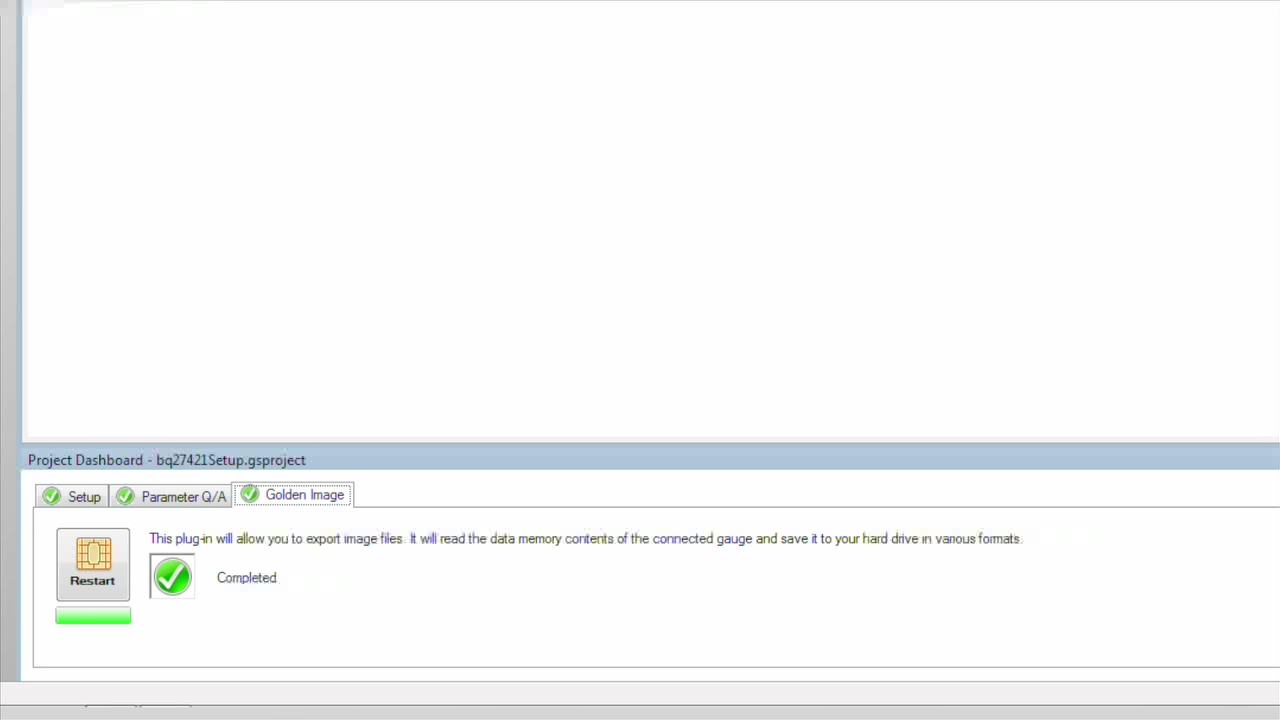 Project Dashboard - bq27421Setup.gsproject
Setup
Parameter Q/A
Golden Image
This plug-in will allow you to export image files. It will read the data memory contents of the connected gauge and save it to your hard drive in various formats.
Restart
Completed